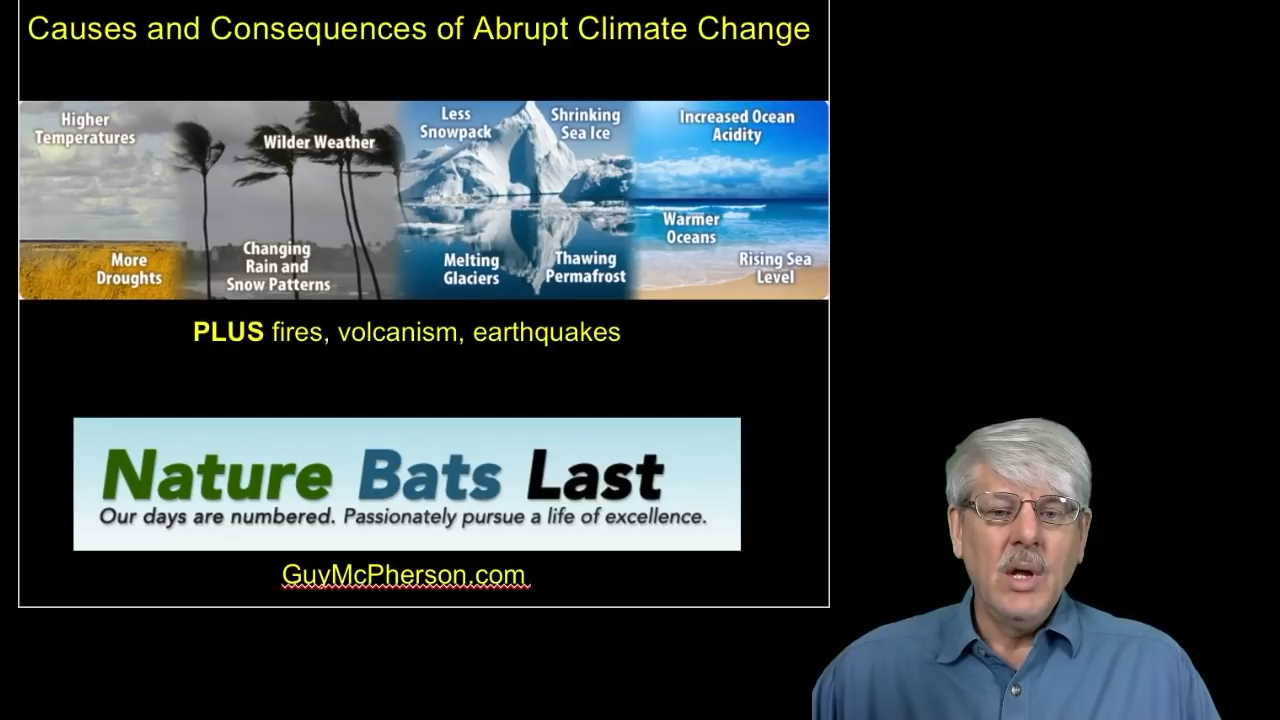 Causes and Consequences of Abrupt Climate Change
Higher
Temperatures
More
Droughts
Wilder Weather
Changing
Rain and
Snow Patterns
Less
Snowpack
Shrinking
Sea Ice
Melting
Glaciers
Thawing
Permafrost
Increased Ocean
Acidity
Warmer
Oceans
Rising Sea
Level
PLUS fires, volcanism, earthquakes
Nature Bats Last
Our days are numbered. Passionately pursue a life of excellence.
GuyMcPherson.com